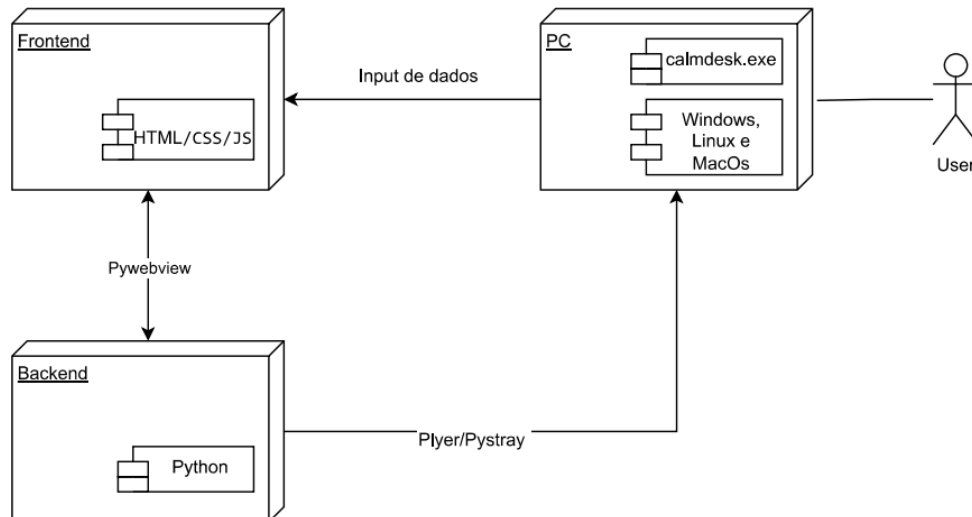 Frontend
HTML/CSS/JS
Input de dados
PC
calmdesk.exe
Windows,
Linux e
MacOs
User
Pywebview
Backend
Python
Plyer/Pystray